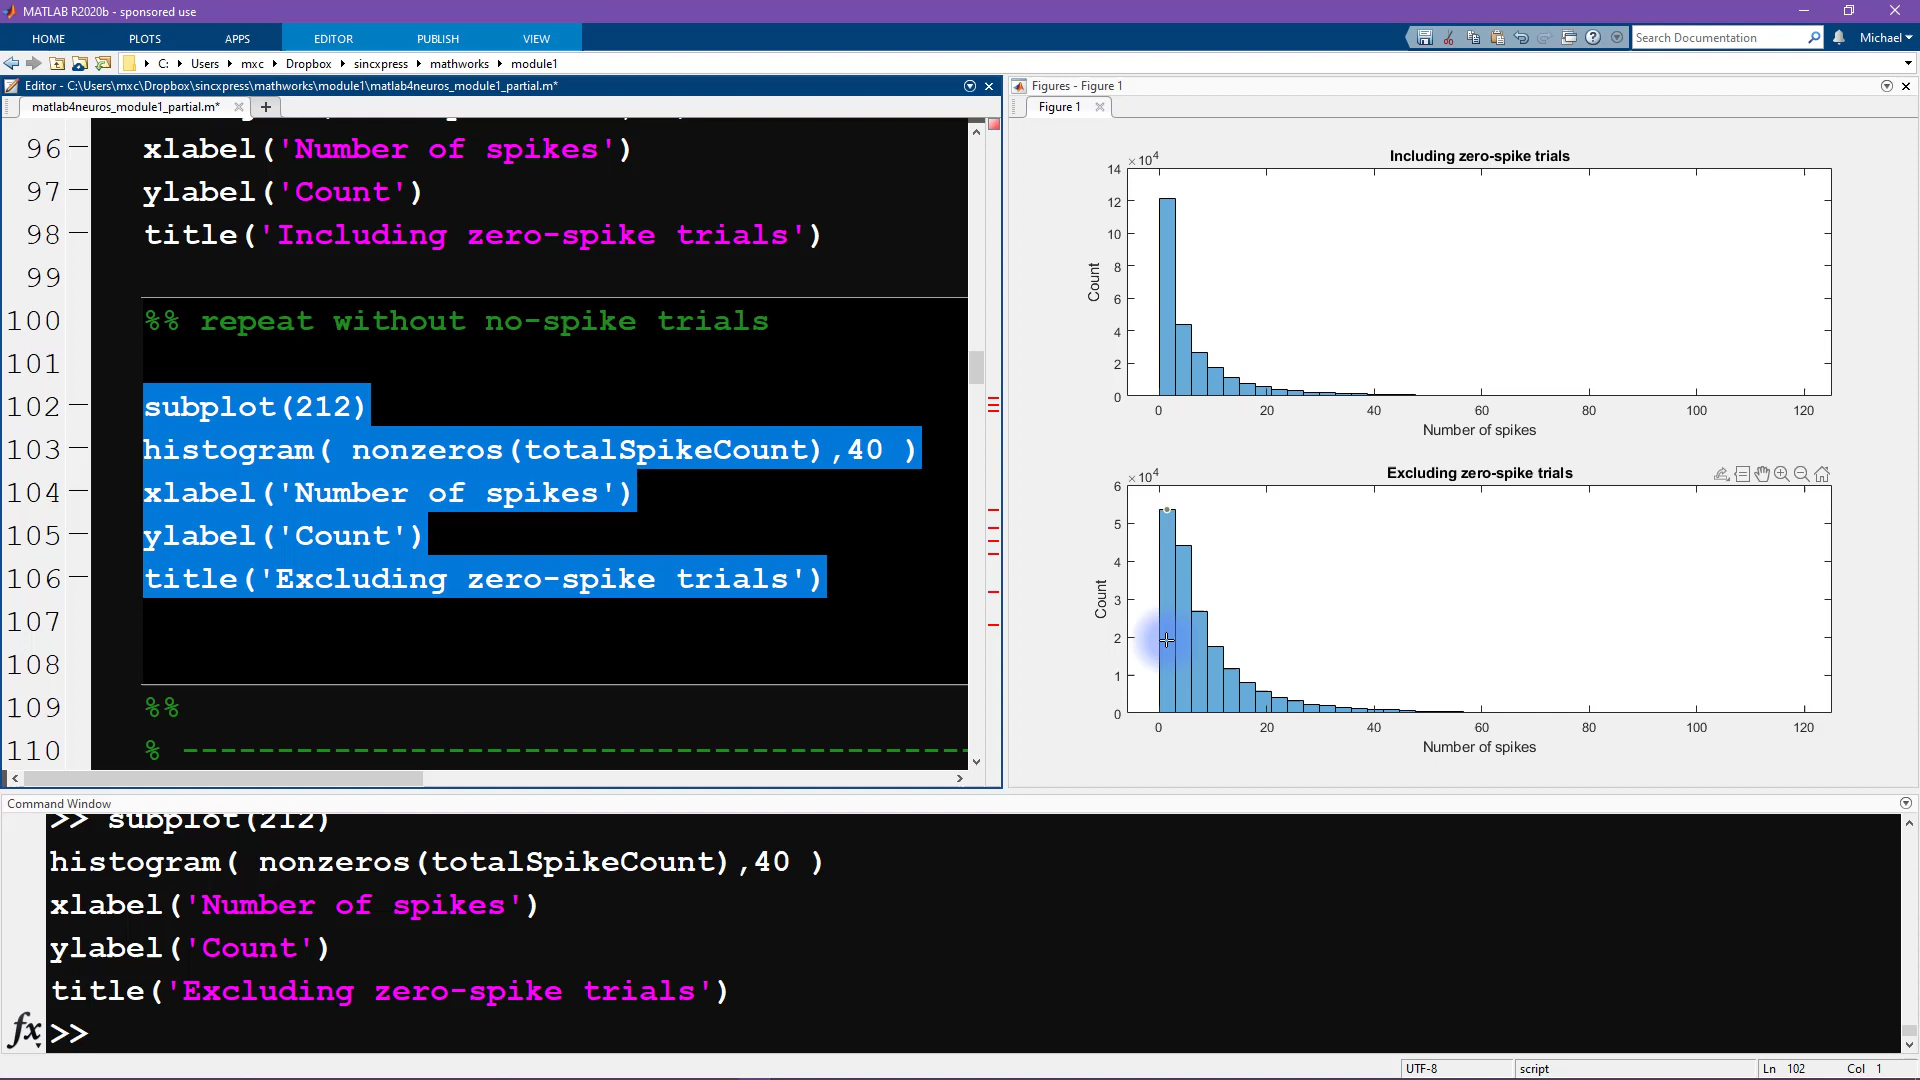 MATLAB R2020b - sponsored use
HOME PLOTS APPS EDITOR PUBLISH VIEW Search Documentation Michael
C: Users mxc Dropbox sincxpress mathworks module1
Editor - C:\Users\mxc\Dropbox\sincxpress\mathworks\module1\matlab4neuros_module1_partial.m*
matlab4neuros_module1_partial.m*
96 xlabel('Number of spikes')
97 ylabel('Count')
98 title('Including zero-spike trials')
99
100 %% repeat without no-spike trials
101
102 subplot(212)
103 histogram( nonzeros(totalSpikeCount),40 )
104 xlabel('Number of spikes')
105 ylabel('Count')
106 title('Excluding zero-spike trials')
107
108
109 %%
110 % ------------------------------------------
Figures - Figure 1
Figure 1
Including zero-spike trials
×10^4
14
12
10
8
6
4
2
0
Count
0 20 40 60 80 100 120
Number of spikes
Excluding zero-spike trials
×10^4
6
5
4
3
2
1
0
Count
0 20 40 60 80 100 120
Number of spikes
Command Window
>> subplot(212)
histogram( nonzeros(totalSpikeCount),40 )
xlabel('Number of spikes')
ylabel('Count')
title('Excluding zero-spike trials')
fx >>
UTF-8 script Ln 102 Col 1